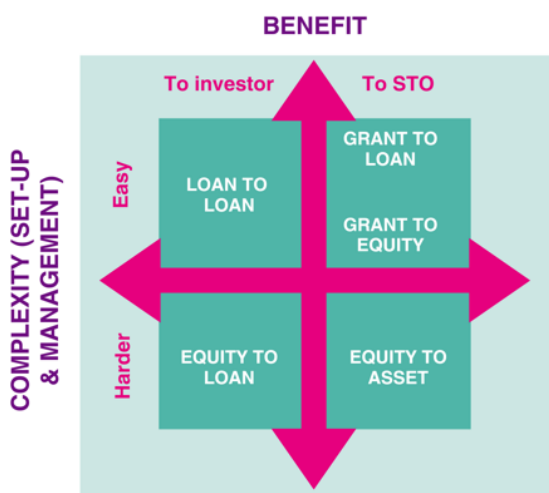 BENEFIT
To investor
To STO
COMPLEXITY (SET-UP
& MANAGEMENT)
Easy
LOAN TO
LOAN
GRANT TO
LOAN
GRANT TO
EQUITY
Harder
EQUITY TO
LOAN
EQUITY TO
ASSET